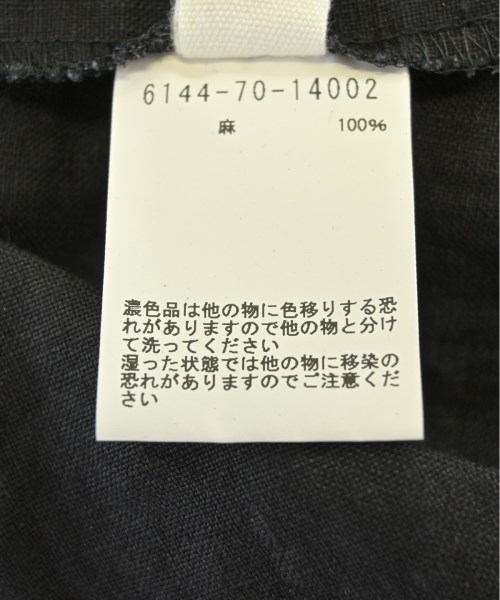 6144-70-14002
麻 100%
濃色品は他の物に色移りする恐
れがありますので他の物と分け
て洗ってください
湿った状態では他の物に移染の
恐れがありますのでご注意くだ
さい